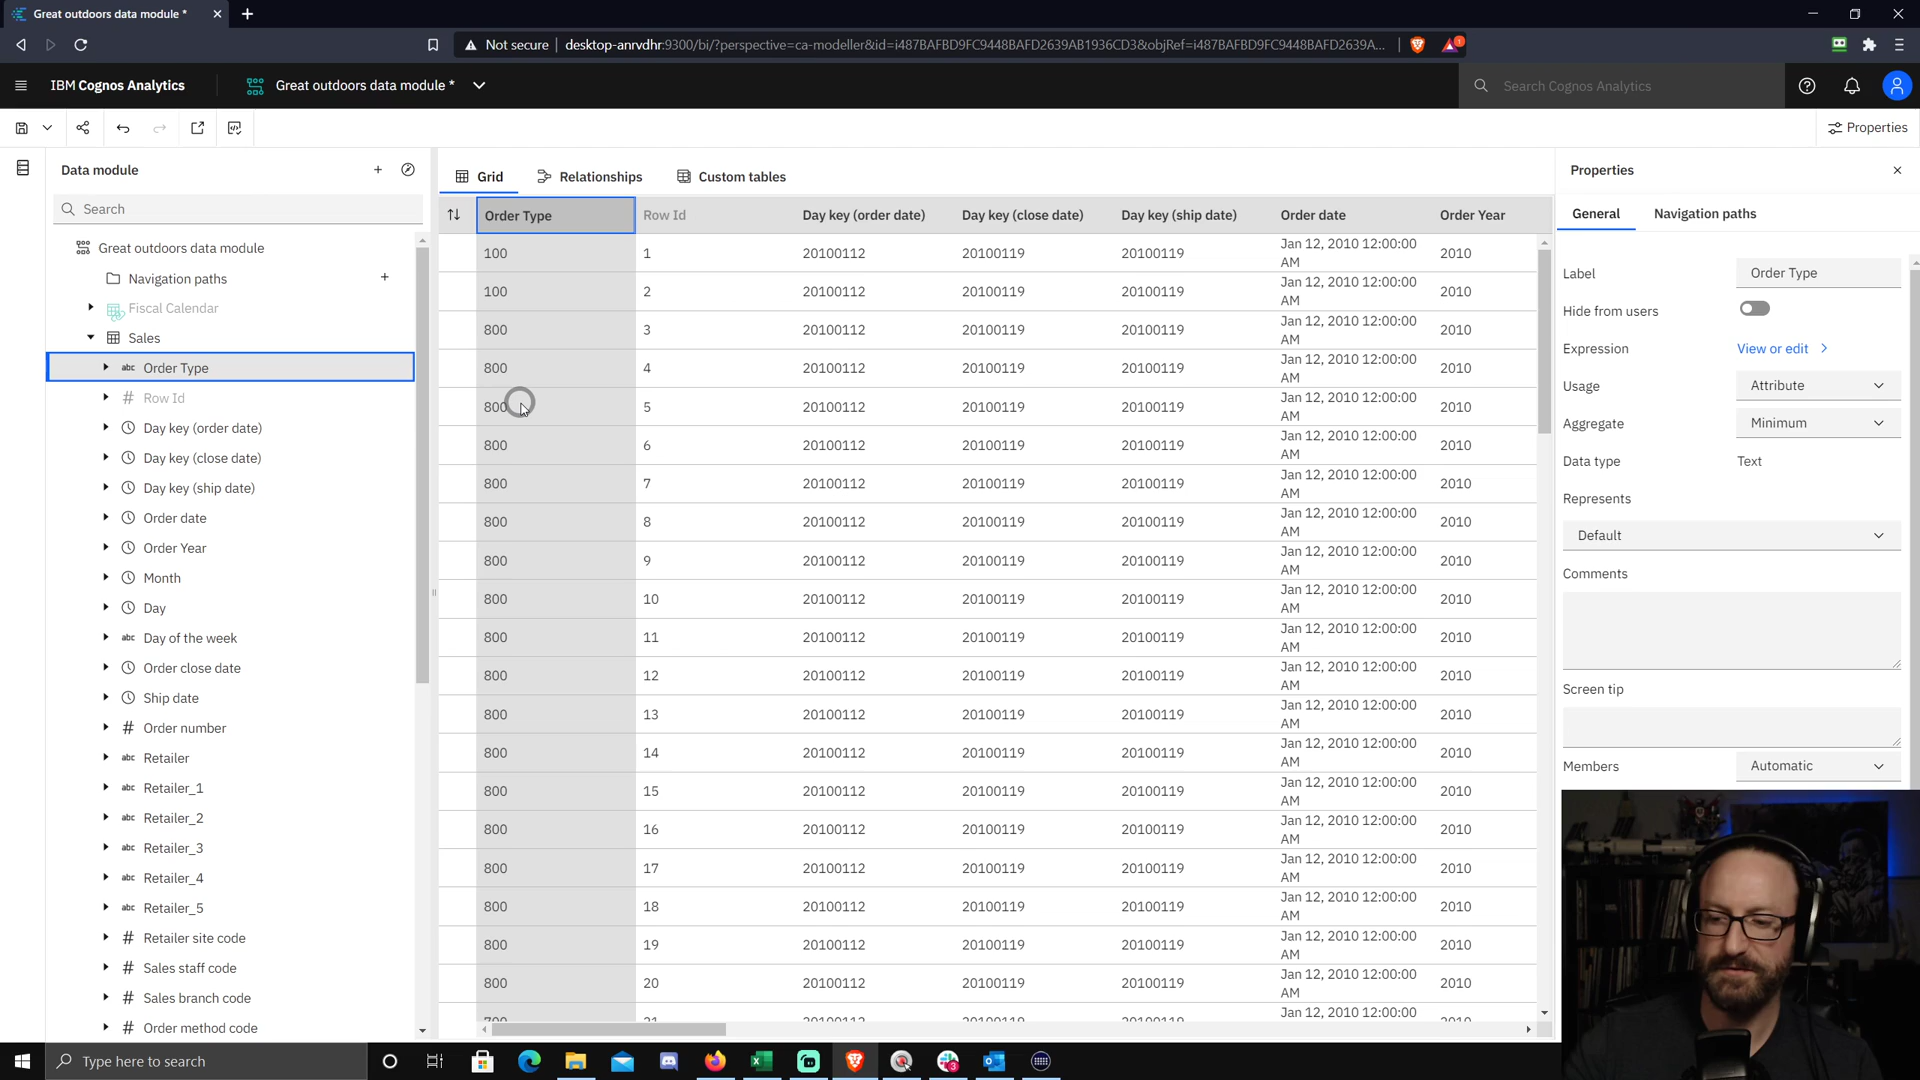 Great outdoors data module *
Not secure desktop-anrvdhr:9300/bi/?perspective=ca-modeller&id=i487BAFBD9FC9448BAFD2639AB1936CD3&objRef=i487BAFBD9FC9448BAFD2639A... 1
IBM Cognos Analytics Great outdoors data module * Search Cognos Analytics
Properties
Data module
Search
Great outdoors data module
Navigation paths
Fiscal Calendar
Sales
abc Order Type
# Row Id
Day key (order date)
Day key (close date)
Day key (ship date)
Order date
Order Year
Month
Day
abc Day of the week
Order close date
Ship date
# Order number
abc Retailer
abc Retailer_1
abc Retailer_2
abc Retailer_3
abc Retailer_4
abc Retailer_5
# Retailer site code
# Sales staff code
# Sales branch code
# Order method code
Grid Relationships Custom tables
Order Type Row Id Day key (order date) Day key (close date) Day key (ship date) Order date Order Year
100 1 20100112 20100119 20100119 Jan 12, 2010 12:00:00 AM 2010
100 2 20100112 20100119 20100119 Jan 12, 2010 12:00:00 AM 2010
800 3 20100112 20100119 20100119 Jan 12, 2010 12:00:00 AM 2010
800 4 20100112 20100119 20100119 Jan 12, 2010 12:00:00 AM 2010
800 5 20100112 20100119 20100119 Jan 12, 2010 12:00:00 AM 2010
800 6 20100112 20100119 20100119 Jan 12, 2010 12:00:00 AM 2010
800 7 20100112 20100119 20100119 Jan 12, 2010 12:00:00 AM 2010
800 8 20100112 20100119 20100119 Jan 12, 2010 12:00:00 AM 2010
800 9 20100112 20100119 20100119 Jan 12, 2010 12:00:00 AM 2010
800 10 20100112 20100119 20100119 Jan 12, 2010 12:00:00 AM 2010
800 11 20100112 20100119 20100119 Jan 12, 2010 12:00:00 AM 2010
800 12 20100112 20100119 20100119 Jan 12, 2010 12:00:00 AM 2010
800 13 20100112 20100119 20100119 Jan 12, 2010 12:00:00 AM 2010
800 14 20100112 20100119 20100119 Jan 12, 2010 12:00:00 AM 2010
800 15 20100112 20100119 20100119 Jan 12, 2010 12:00:00 AM 2010
800 16 20100112 20100119 20100119 Jan 12, 2010 12:00:00 AM 2010
800 17 20100112 20100119 20100119 Jan 12, 2010 12:00:00 AM 2010
800 18 20100112 20100119 20100119 Jan 12, 2010 12:00:00 AM 2010
800 19 20100112 20100119 20100119 Jan 12, 2010 12:00:00 AM 2010
800 20 20100112 20100119 20100119 Jan 12, 2010 12:00:00 AM 2010
Jan 12, 2010 12:00:00
Properties
General Navigation paths
Label Order Type
Hide from users
Expression View or edit
Usage Attribute
Aggregate Minimum
Data type Text
Represents
Default
Comments
Screen tip
Members Automatic
Type here to search
3